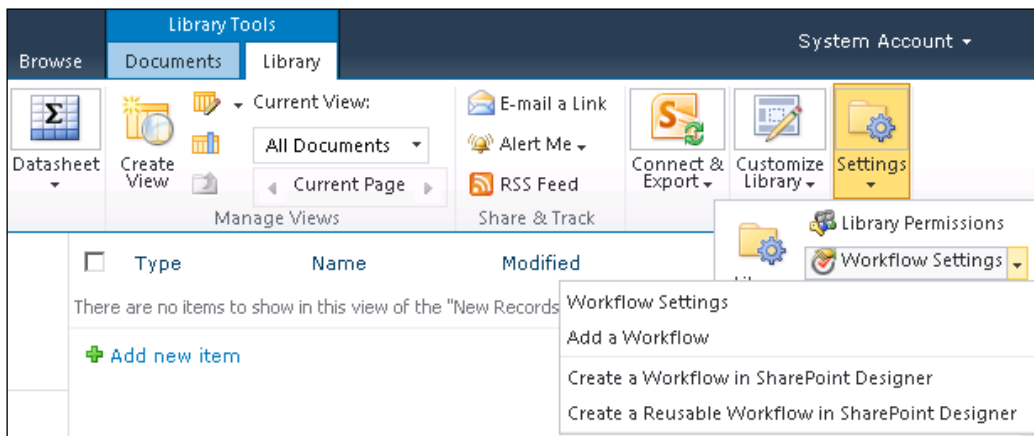 Library Tools
System Account
Browse
Documents
Library
Current View:
E-mail a Link
All Documents
Alert Me
Datasheet
Create
View
Connect &
Export
Customize
Library
Settings
Current Page
RSS Feed
Manage Views
Share & Track
Library Permissions
Type
Name
Modified
Workflow Settings
There are no items to show in this view of the "New Records
Workflow Settings
Add a Workflow
Add new item
Create a Workflow in SharePoint Designer
Create a Reusable Workflow in SharePoint Designer